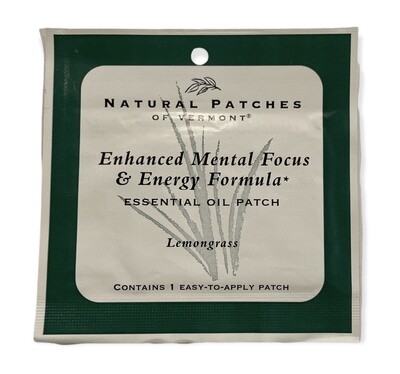 NATURAL PATCHES
OF VERMONT®
Enhanced Mental Focus
& Energy Formula*
ESSENTIAL OIL PATCH
Lemongrass
CONTAINS 1 EASY-TO-APPLY PATCH